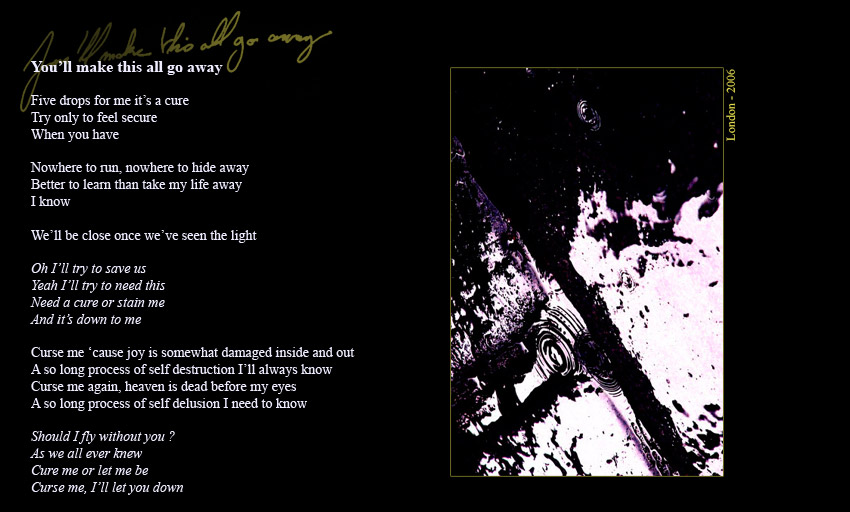 You'll make this all go away
You’ll make this all go away
Five drops for me it’s a cure
Try only to feel secure
When you have
Nowhere to run, nowhere to hide away
Better to learn than take my life away
I know
We’ll be close once we’ve seen the light
Oh I’ll try to save us
Yeah I’ll try to need this
Need a cure or stain me
And it’s down to me
Curse me ‘cause joy is somewhat damaged inside and out
A so long process of self destruction I’ll always know
Curse me again, heaven is dead before my eyes
A so long process of self delusion I need to know
Should I fly without you ?
As we all ever knew
Cure me or let me be
Curse me, I’ll let you down
London - 2006